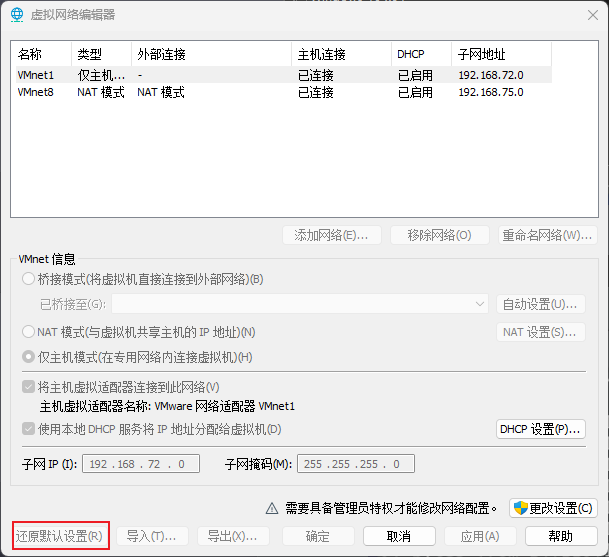 虚拟网络编辑器
名称 类型 外部连接 主机连接 DHCP 子网地址
VMnet1 仅主机... - 已连接 已启用 192.168.72.0
VMnet8 NAT 模式 NAT 模式 已连接 已启用 192.168.75.0
添加网络(E)... 移除网络(O) 重命名网络(W)...
VMnet 信息
桥接模式(将虚拟机直接连接到外部网络)(B)
已桥接至(G): 自动设置(U)...
NAT 模式(与虚拟机共享主机的 IP 地址)(N) NAT 设置(S)...
仅主机模式(在专用网络内连接虚拟机)(H)
将主机虚拟适配器连接到此网络(V)
主机虚拟适配器名称: VMware 网络适配器 VMnet1
使用本地 DHCP 服务将 IP 地址分配给虚拟机(D) DHCP 设置(P)...
子网 IP (I): 192 . 168 . 72 . 0 子网掩码(M): 255 . 255 . 255 . 0
需要具备管理员特权才能修改网络配置。 更改设置(C)
还原默认设置(R) 导入(T)... 导出(X)... 确定 取消 应用(A) 帮助